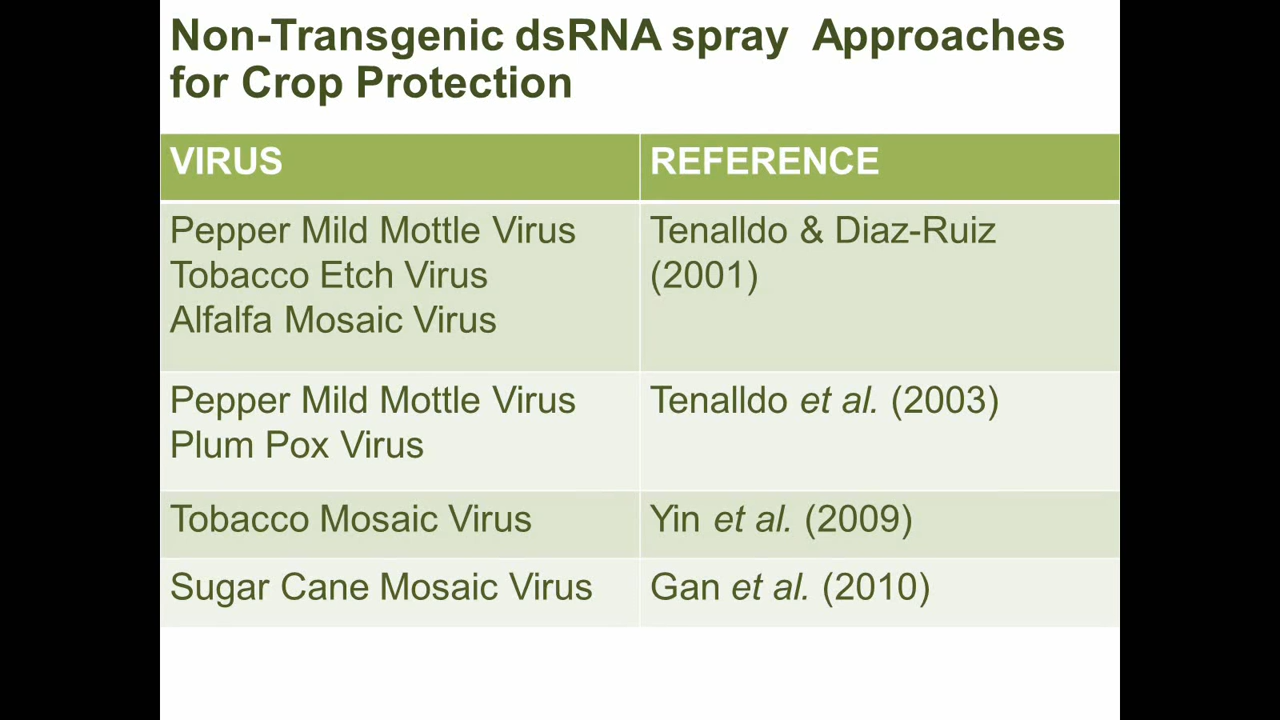 Non-Transgenic dsRNA spray  Approaches
for Crop Protection
VIRUS
REFERENCE
Pepper Mild Mottle Virus
Tobacco Etch Virus
Alfalfa Mosaic Virus
Tenalldo & Diaz-Ruiz
(2001)
Pepper Mild Mottle Virus
Plum Pox Virus
Tenalldo et al. (2003)
Tobacco Mosaic Virus
Yin et al. (2009)
Sugar Cane Mosaic Virus
Gan et al. (2010)